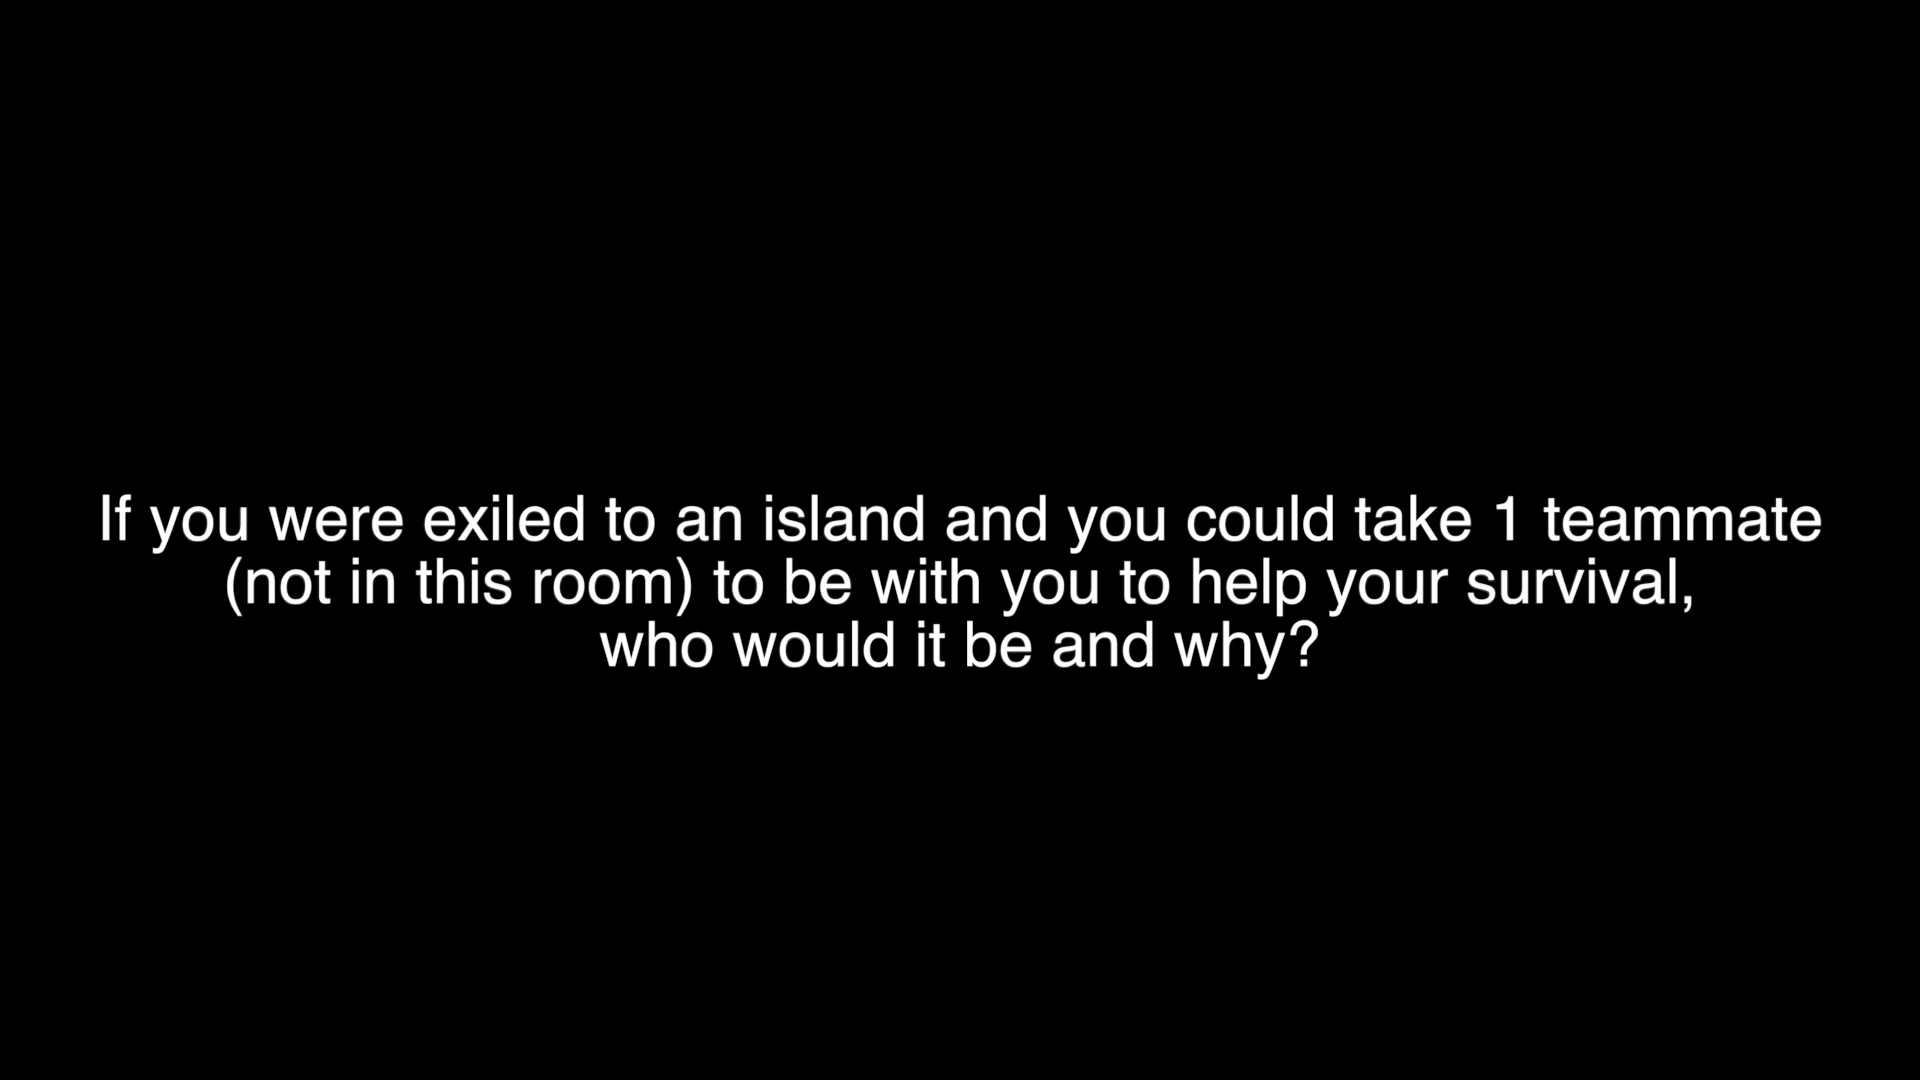 If you were exiled to an island and you could take 1 teammate
(not in this room) to be with you to help your survival,
who would it be and why?